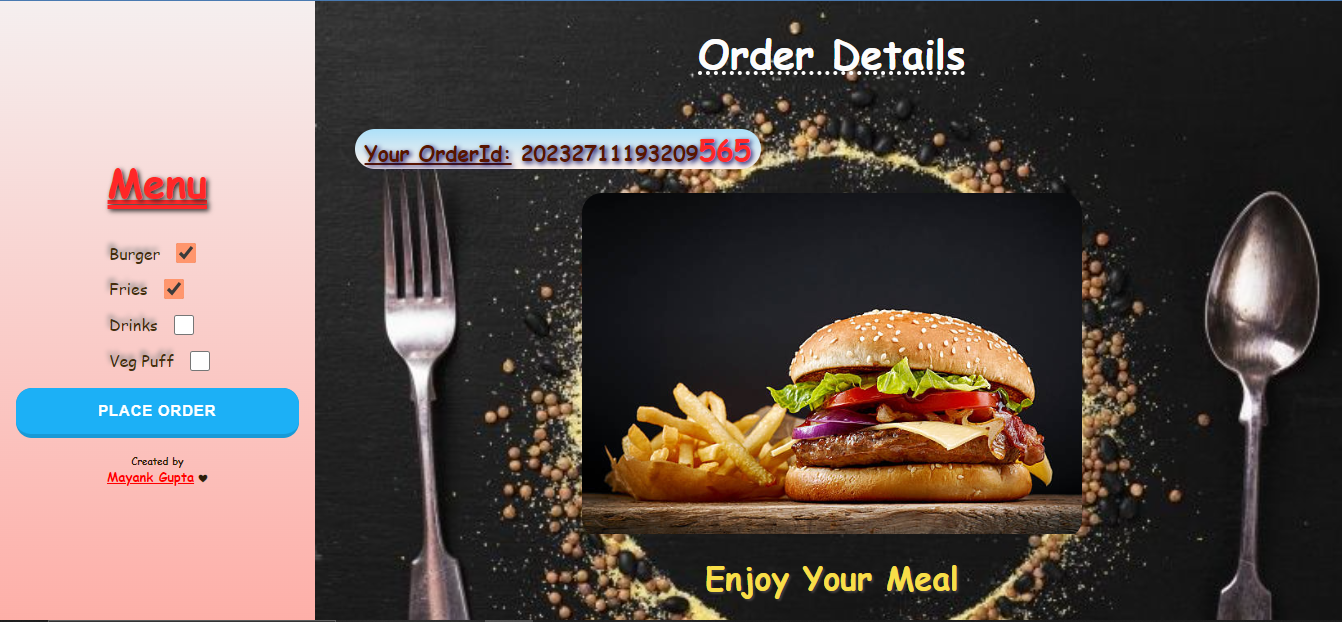 Menu
Burger
Fries
Drinks
Veg Puff
PLACE ORDER
Created by
Mayank Gupta ❤
Order Details
Your OrderId: 20232711193209565
Enjoy Your Meal